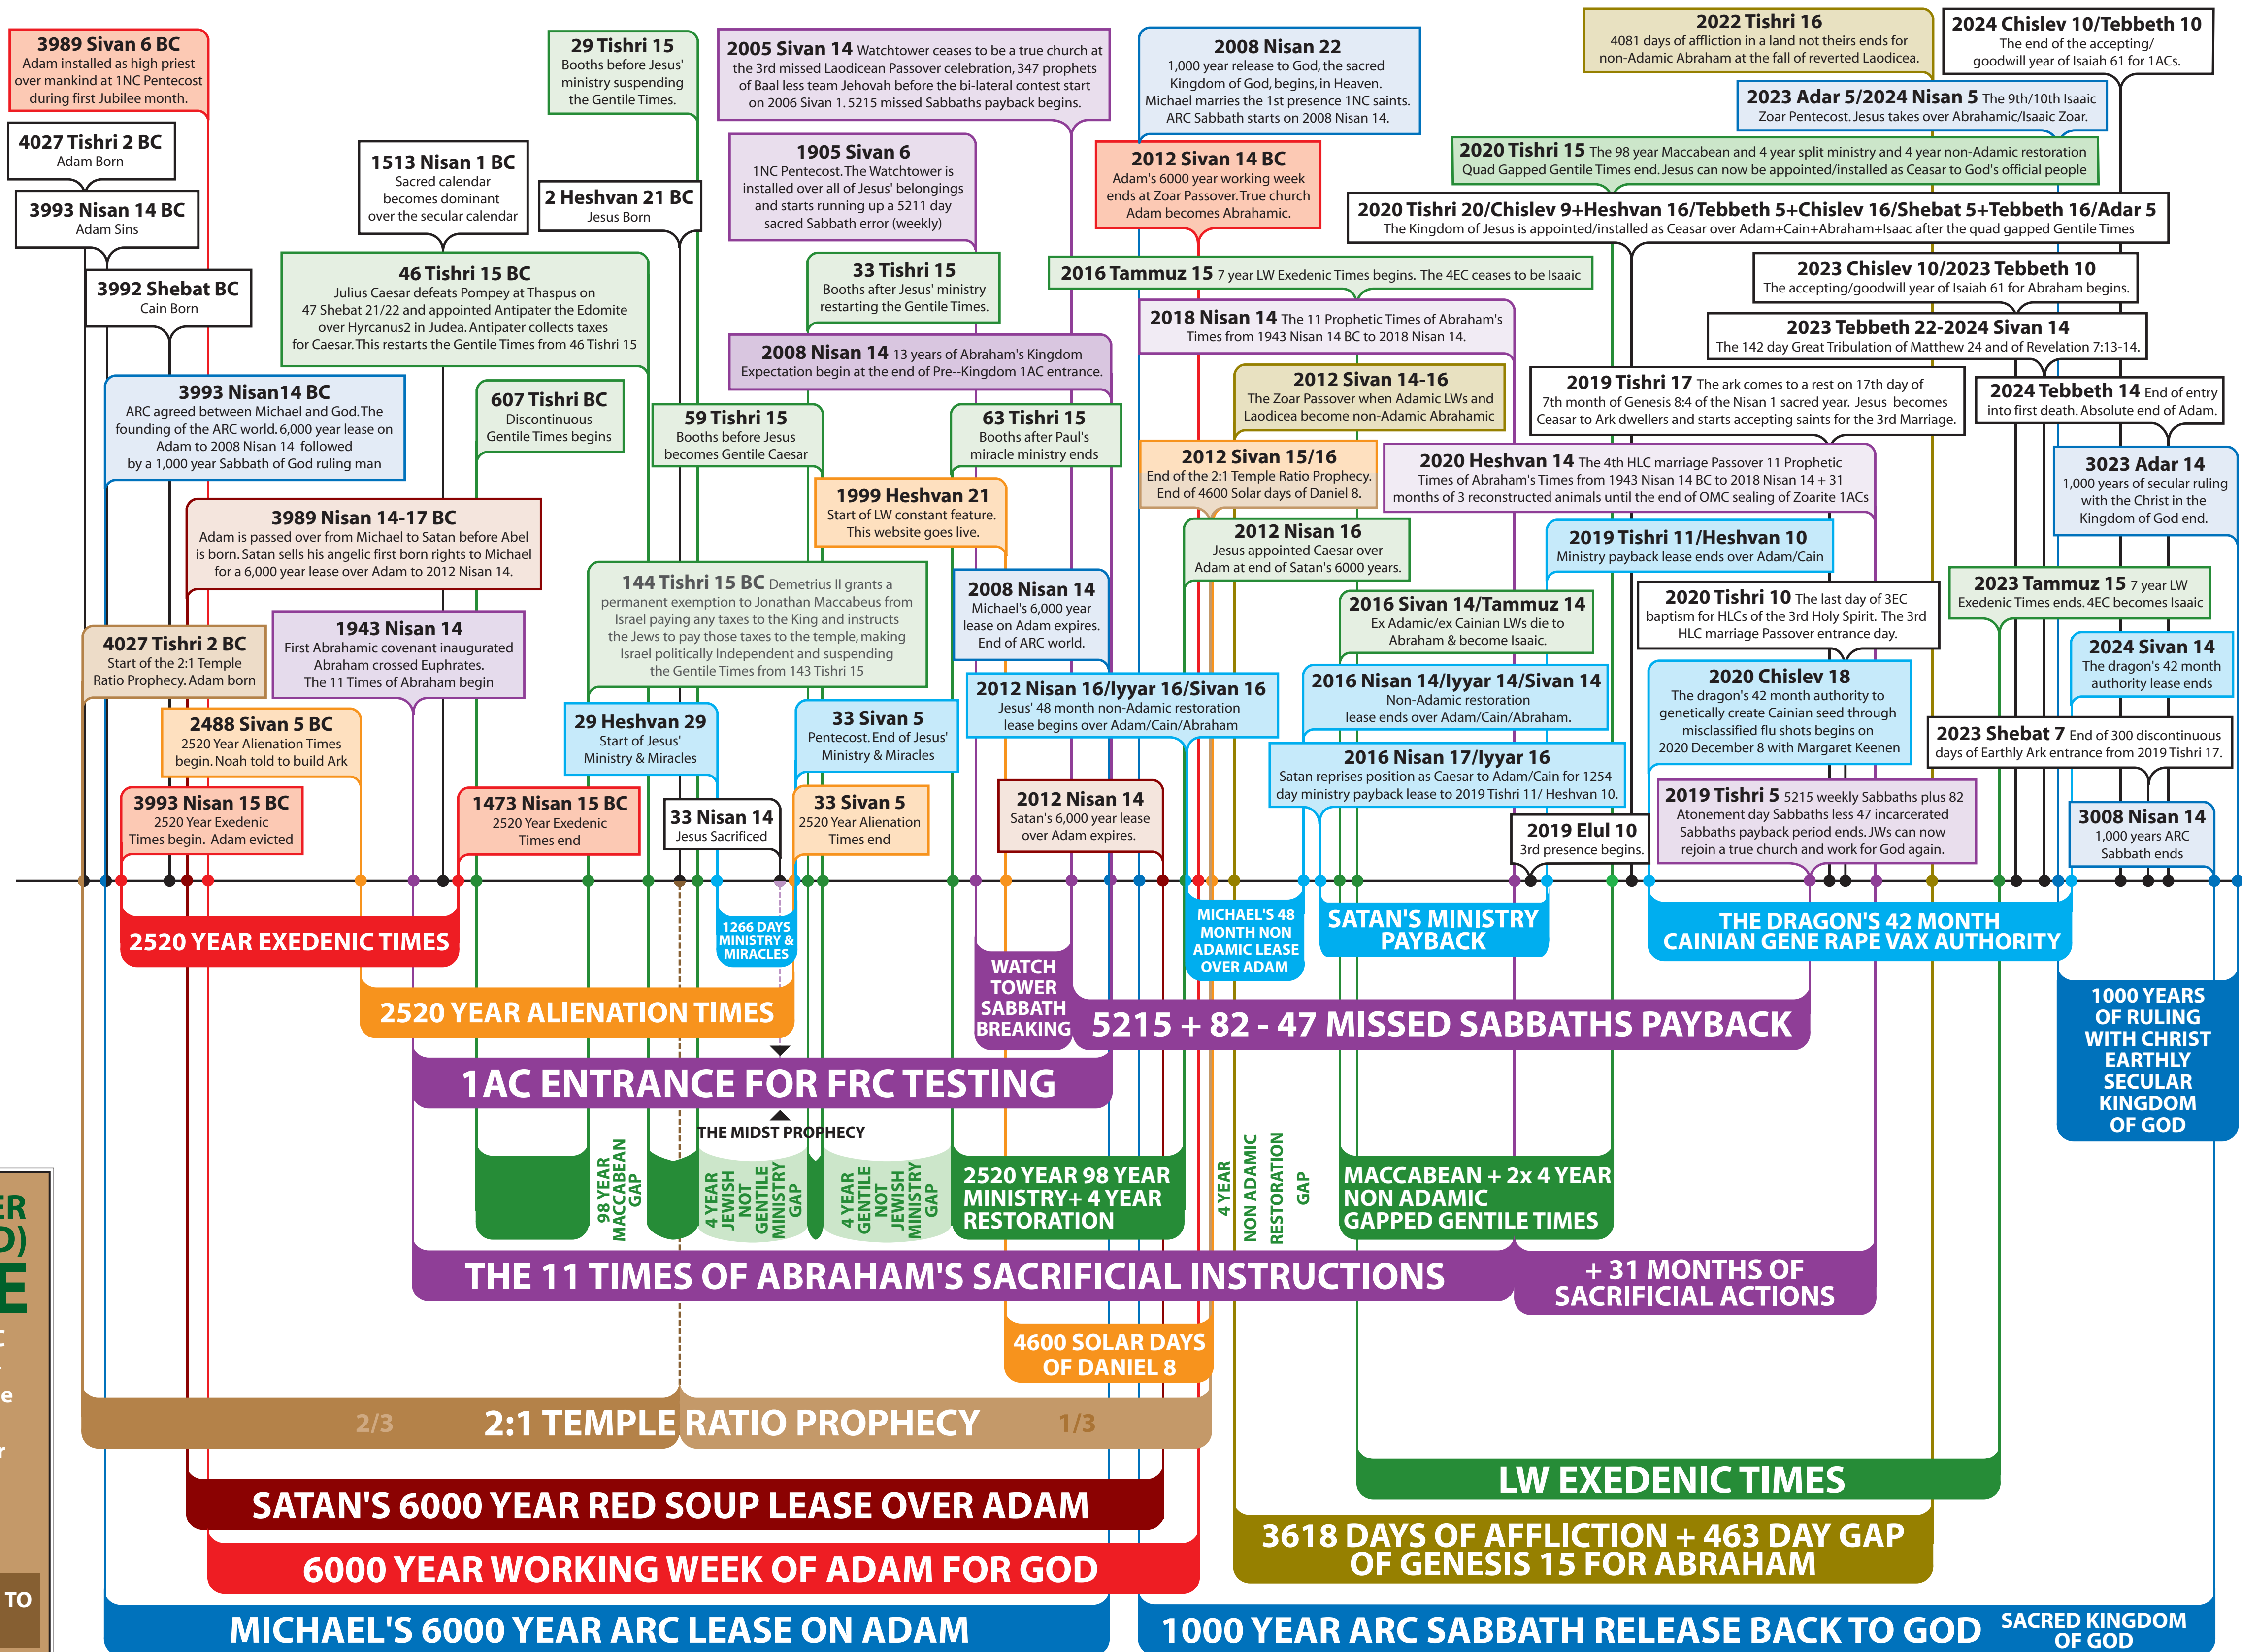 3989 Sivan 6 BC
Adam installed as high priest
over mankind at 1NC Pentecost
during first Jubilee month.
4027 Tishri 2 BC
Adam Born
3993 Nisan 14 BC
Adam Sins
3992 Shebat BC
Cain Born
3993 Nisan14 BC
ARC agreed between Michael and God. The
founding of the ARC world. 6,000 year lease on
Adam to 2008 Nisan 14 followed
by a 1,000 year Sabbath of God ruling man
3989 Nisan 14-17 BC
Adam is passed over from Michael to Satan before Abel
is born. Satan sells his angelic first born rights to Michael
for a 6,000 year lease over Adam to 2012 Nisan 14.
4027 Tishri 2 BC
Start of the 2:1 Temple
Ratio Prophecy. Adam born
1943 Nisan 14
First Abrahamic covenant inaugurated
Abraham crossed Euphrates.
The 11 Times of Abraham begin
2488 Sivan 5 BC
2520 Year Alienation Times
begin. Noah told to build Ark
3993 Nisan 15 BC
2520 Year Exedenic
Times begin. Adam evicted
1473 Nisan 15 BC
2520 Year Exedenic
Times end
1513 Nisan 1 BC
Sacred calendar
becomes dominant
over the secular calendar
46 Tishri 15 BC
Julius Caesar defeats Pompey at Thaspus on
47 Shebat 21/22 and appointed Antipater the Edomite
over Hyrcanus2 in Judea. Antipater collects taxes
for Caesar. This restarts the Gentile Times from 46 Tishri 15
607 Tishri BC
Discontinuous
Gentile Times begins
29 Tishri 15
Booths before Jesus'
ministry suspending
the Gentile Times.
2 Heshvan 21 BC
Jesus Born
2005 Sivan 14 Watchtower ceases to be a true church at
the 3rd missed Laodicean Passover celebration, 347 prophets
of Baal less team Jehovah before the bi-lateral contest start
on 2006 Sivan 1. 5215 missed Sabbaths payback begins.
1905 Sivan 6
1NC Pentecost. The Watchtower is
installed over all of Jesus' belongings
and starts running up a 5211 day
sacred Sabbath error (weekly)
33 Tishri 15
Booths after Jesus' ministry
restarting the Gentile Times.
2008 Nisan 14 13 years of Abraham's Kingdom
Expectation begin at the end of Pre--Kingdom 1AC entrance.
59 Tishri 15
Booths before Jesus
becomes Gentile Caesar
63 Tishri 15
Booths after Paul's
miracle ministry ends
1999 Heshvan 21
Start of LW constant feature.
This website goes live.
144 Tishri 15 BC Demetrius II grants a
permanent exemption to Jonathan Maccabeus from
Israel paying any taxes to the King and instructs
the Jews to pay those taxes to the temple, making
Israel politically Independent and suspending
the Gentile Times from 143 Tishri 15
2008 Nisan 14
Michael's 6,000 year
lease on Adam expires.
End of ARC world.
29 Heshvan 29
Start of Jesus'
Ministry & Miracles
33 Sivan 5
Pentecost. End of Jesus'
Ministry & Miracles
33 Nisan 14
Jesus Sacrificed
33 Sivan 5
2520 Year Alienation
Times end
2012 Nisan 16/Iyyar 16/Sivan 16
Jesus' 48 month non-Adamic restoration
lease begins over Adam/Cain/Abraham
2012 Nisan 14
Satan's 6,000 year lease
over Adam expires.
2008 Nisan 22
1,000 year release to God, the sacred
Kingdom of God, begins, in Heaven.
Michael marries the 1st presence 1NC saints.
ARC Sabbath starts on 2008 Nisan 14.
2012 Sivan 14 BC
Adam's 6000 year working week
ends at Zoar Passover. True church
Adam becomes Abrahamic.
2016 Tammuz 15 7 year LW Exedenic Times begins. The 4EC ceases to be Isaic
2018 Nisan 14 The 11 Prophetic Times of Abraham's
Times from 1943 Nisan 14 BC to 2018 Nisan 14.
2012 Sivan 14-16
The Zoar Passover when Adamic LWs and
Laodicea become non-Adamic Abrahamic
2012 Sivan 15/16
End of the 2:1 Temple Ratio Prophecy.
End of 4600 Solar days of Daniel 8.
2012 Nisan 16
Jesus appointed Caesar over
Adam at end of Satan's 6000 years.
2016 Sivan 14/Tammuz 14
Ex Adamic/ex Cainian LWs die to
Abraham & become Isaic.
2016 Nisan 14/Iyyar 14/Sivan 14
Non-Adamic restoration
lease ends over Adam/Cain/Abraham.
2016 Nisan 17/Iyyar 16
Satan reprises position as Caesar to Adam/Cain for 1254
day ministry payback lease to 2019 Tishri 11/ Heshvan 10.
2022 Tishri 16
4081 days of affliction in a land not theirs ends for
non-Adamic Abraham at the fall of reverted Laodicea.
2024 Chislev 10/Tebbeth 10
The end of the accepting/
goodwill year of Isaiah 61 for 1ACs.
2023 Adar 5/2024 Nisan 5 The 9th/10th Isaaic
Zoar Pentecost. Jesus takes over Abrahamic/Isaic Zoar.
2020 Tishri 15 The 98 year Maccabean and 4 year split ministry and 4 year non-Adamic restoration
Quad Gapped Gentile Times end. Jesus can now be appointed/installed as Ceasar to God's official people
2020 Tishri 20/Chislev 9+Heshvan 16/Tebbeth 5+Chislev 16/Shebat 5+Tebbeth 16/Adar 5
The Kingdom of Jesus is appointed/installed as Ceasar over Adam+Cain+Abraham+Isaac after the quad gapped Gentile Times
2023 Chislev 10/2023 Tebbeth 10
The accepting/goodwill year of Isaiah 61 for Abraham begins.
2023 Tebbeth 22-2024 Sivan 14
The 142 day Great Tribulation of Matthew 24 and of Revelation 7:13-14.
2019 Tishri 17 The ark comes to a rest on 17th day of
7th month of Genesis 8:4 of the Nisan 1 sacred year. Jesus becomes
Ceasar to Ark dwellers and starts accepting saints for the 3rd Marriage.
2024 Tebbeth 14 End of entry
into first death. Absolute end of Adam.
2020 Heshvan 14 The 4th HLC marriage Passover 11 Prophetic
Times of Abraham's Times from 1943 Nisan 14 BC to 2018 Nisan 14 + 31
months of 3 reconstructed animals until the end of OMC sealing of Zoarite 1ACs
3023 Adar 14
1,000 years of secular ruling
with the Christ in the
Kingdom of God end.
2019 Tishri 11/Heshvan 10
Ministry payback lease ends over Adam/Cain
2020 Tishri 10 The last day of 3EC
baptism for HLCs of the 3rd Holy Spirit. The 3rd
HLC marriage Passover entrance day.
2023 Tammuz 15 7 year LW
Exedenic Times ends. 4EC becomes Isaic
2024 Sivan 14
The dragon's 42 month
authority lease ends
2020 Chislev 18
The dragon's 42 month authority to
genetically create Cainian seed through
misclassified flu shots begins on
2020 December 8 with Margaret Keenen
2023 Shebat 7 End of 300 discontinuous
days of Earthly Ark entrance from 2019 Tishri 17.
2019 Tishri 5 5215 weekly Sabbaths plus 82
Atonement day Sabbaths less 47 incarcerated
Sabbaths payback period ends. JWs can now
rejoin a true church and work for God again.
2019 Elul 10
3rd presence begins.
3008 Nisan 14
1,000 years ARC
Sabbath ends
2520 YEAR EXEDENIC TIMES
1266 DAYS
MINISTRY &
MIRACLES
MICHAEL'S 48
MONTH NON
ADAMIC LEASE
OVER ADAM
SATAN'S MINISTRY
PAYBACK
THE DRAGON'S 42 MONTH
CAINIAN GENE RAPE VAX AUTHORITY
2520 YEAR ALIENATION TIMES
WATCH
TOWER
SABBATH
BREAKING
5215 + 82 - 47 MISSED SABBATHS PAYBACK
1000 YEARS
OF RULING
WITH CHRIST
EARTHLY
SECULAR
KINGDOM
OF GOD
1AC ENTRANCE FOR FRC TESTING
THE MIDST PROPHECY
98 YEAR
MACCABEAN
GAP
4 YEAR
JEWISH
NOT
GENTILE
MINISTRY
GAP
4 YEAR
GENTILE
NOT
JEWISH
MINISTRY
GAP
2520 YEAR 98 YEAR
MINISTRY+ 4 YEAR
RESTORATION
4 YEAR
NON ADAMIC
RESTORATION
GAP
MACCABEAN + 2x 4 YEAR
NON ADAMIC
GAPPED GENTILE TIMES
THE 11 TIMES OF ABRAHAM'S SACRIFICIAL INSTRUCTIONS
+ 31 MONTHS OF
SACRIFICIAL ACTIONS
4600 SOLAR DAYS
OF DANIEL 8
2/3
2:1 TEMPLE RATIO PROPHECY
1/3
LW EXEDENIC TIMES
SATAN'S 6000 YEAR RED SOUP LEASE OVER ADAM
3618 DAYS OF AFFLICTION + 463 DAY GAP
OF GENESIS 15 FOR ABRAHAM
6000 YEAR WORKING WEEK OF ADAM FOR GOD
MICHAEL'S 6000 YEAR ARC LEASE ON ADAM
1000 YEAR ARC SABBATH RELEASE BACK TO GOD
SACRED KINGDOM
OF GOD
ER
D)
E
e
r
TO